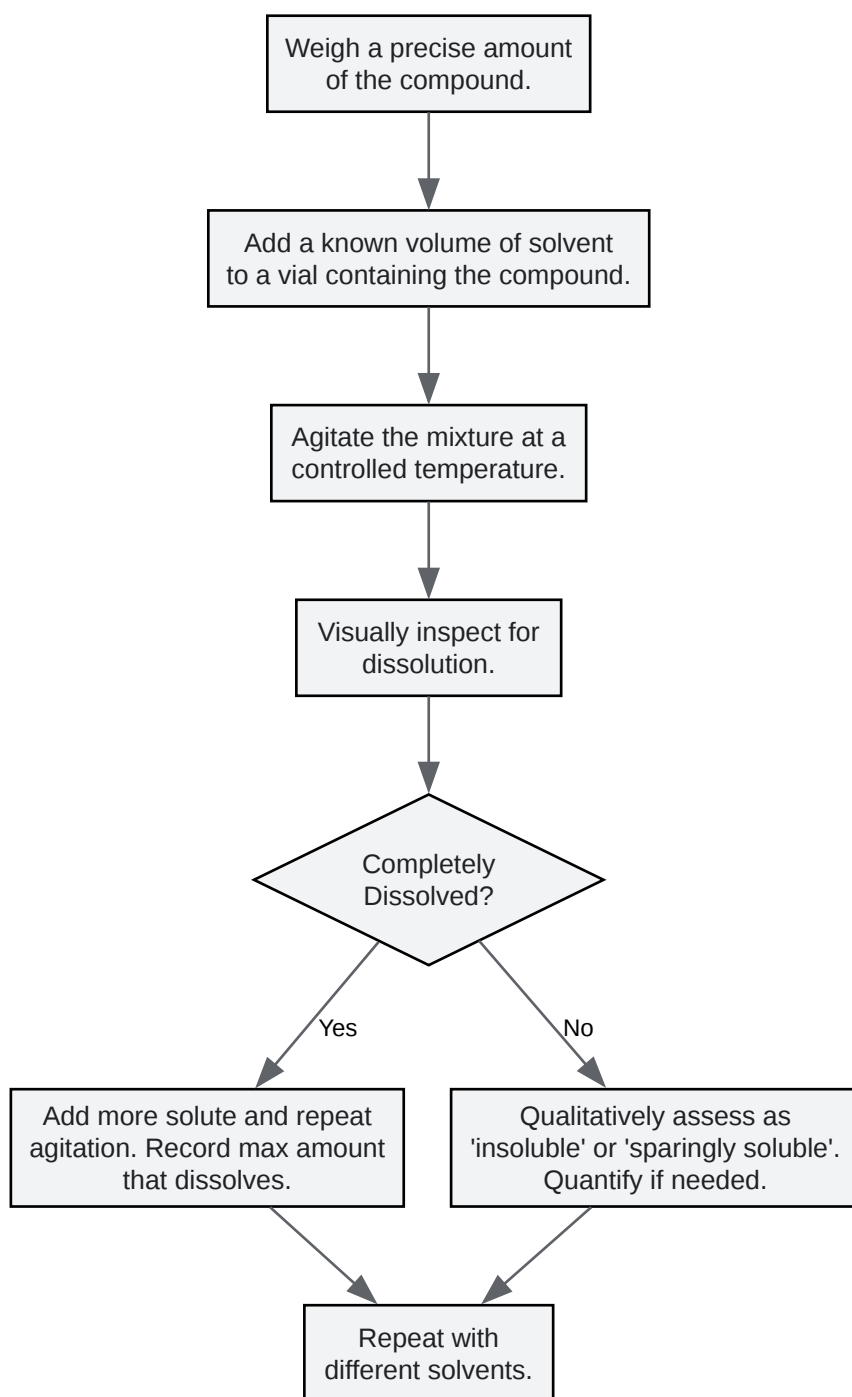 Weigh a precise amount
of the compound.
Add a known volume of solvent
to a vial containing the compound.
Agitate the mixture at a
controlled temperature.
Visually inspect for
dissolution.
Completely
Dissolved?
Yes
No
Add more solute and repeat
agitation. Record max amount
that dissolves.
Qualitatively assess as
'insoluble' or 'sparingly soluble'.
Quantify if needed.
Repeat with
different solvents.